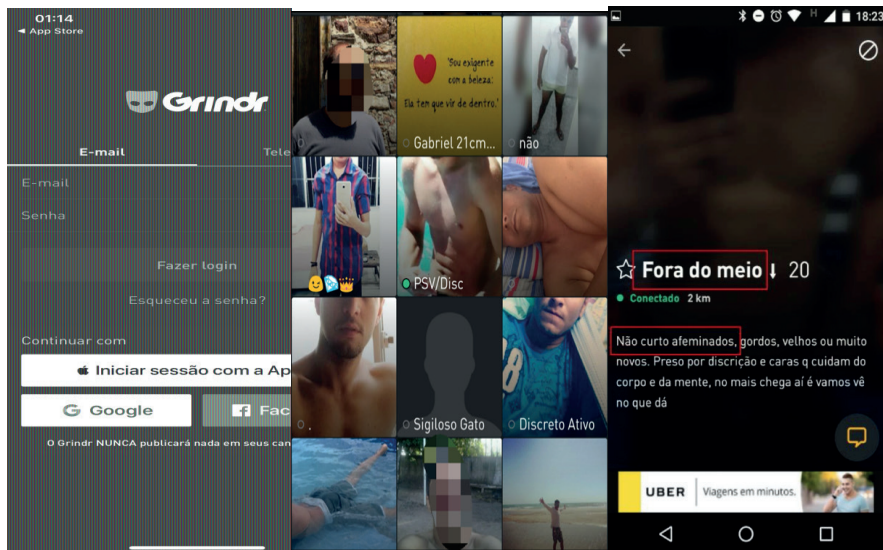 01:14
App Store
Grindr
E-mail
Tele
E-mail
Senha
Fazer login
Esqueceu a senha?
Continuar com
Iniciar sessão com a Ap
Google
Fac
O Grindr NUNCA publicará nada em seus can
"Sou exigente
com a beleza:
Ela tem que vir de dentro."
Gabriel 21cm...
não
PSV/Disc
.
Sigiloso Gato
Discreto Ativo
H
18:23
Fora do meio 20
Conectado 2 km
Não curto afeminados, gordos, velhos ou muito
novos. Preso por discrição e caras q cuidam do
corpo e da mente, no mais chega aí é vamos vê
no que dá
UBER
Viagens em minutos.